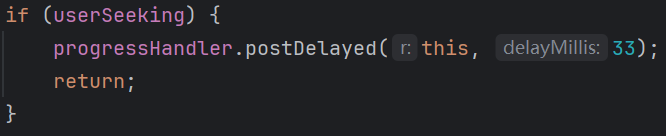 if (userSeeking) {
    progressHandler.postDelayed( r: this, delayMillis: 33);
    return;
}